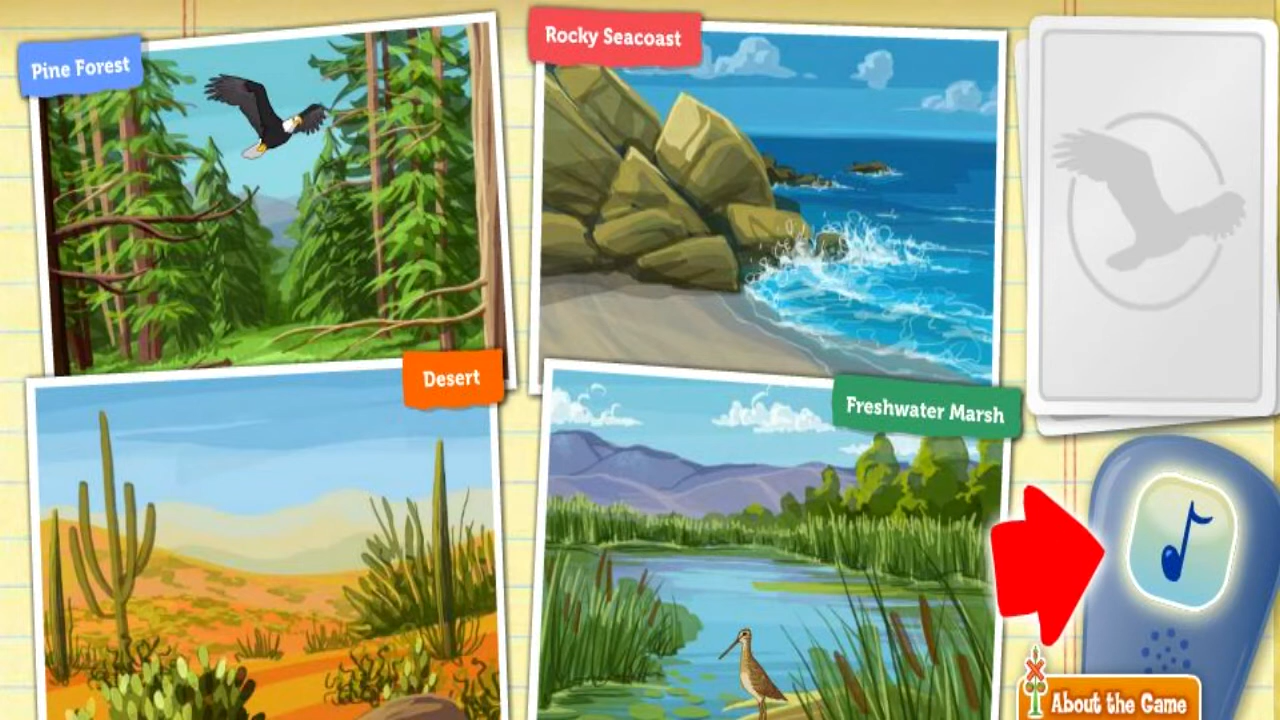 Pine Forest
Rocky Seacoast
Desert
Freshwater Marsh
About the Game